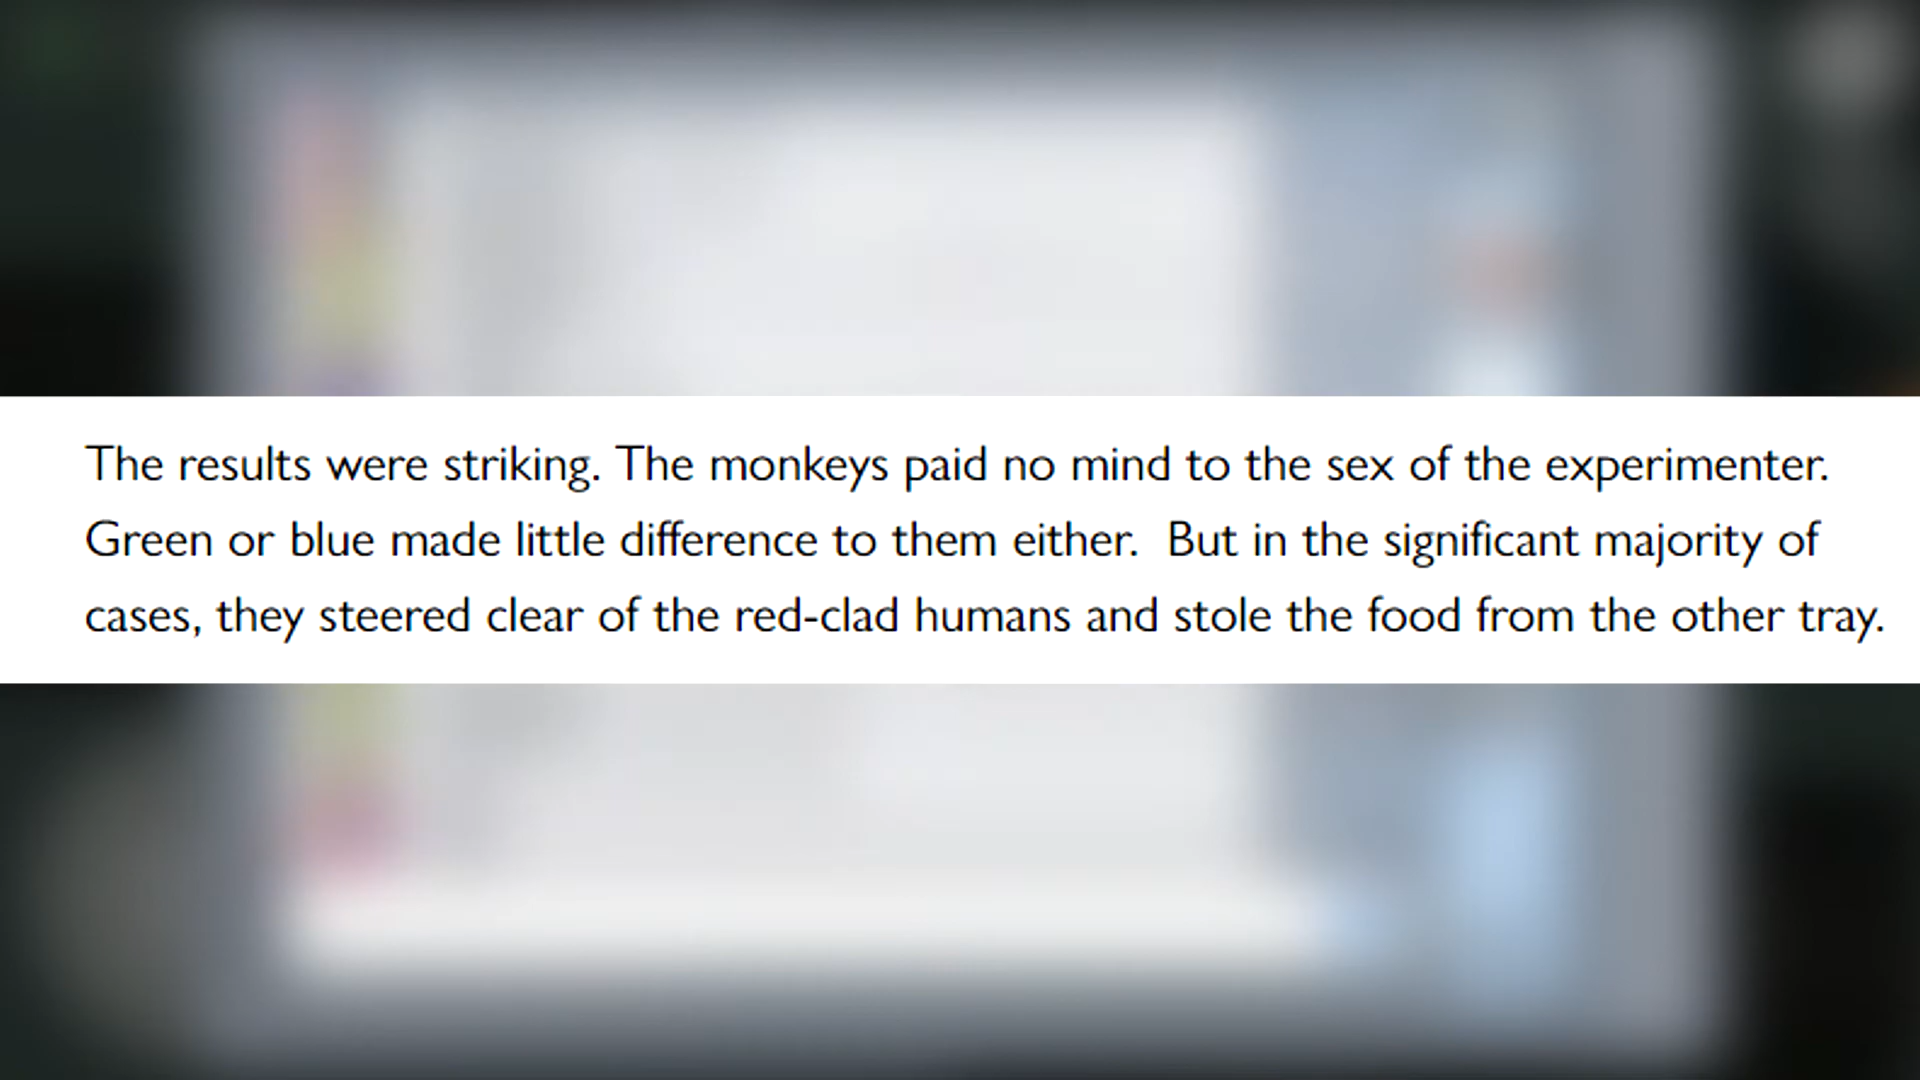 The results were striking. The monkeys paid no mind to the sex of the experimenter.
Green or blue made little difference to them either.  But in the significant majority of
cases, they steered clear of the red-clad humans and stole the food from the other tray.